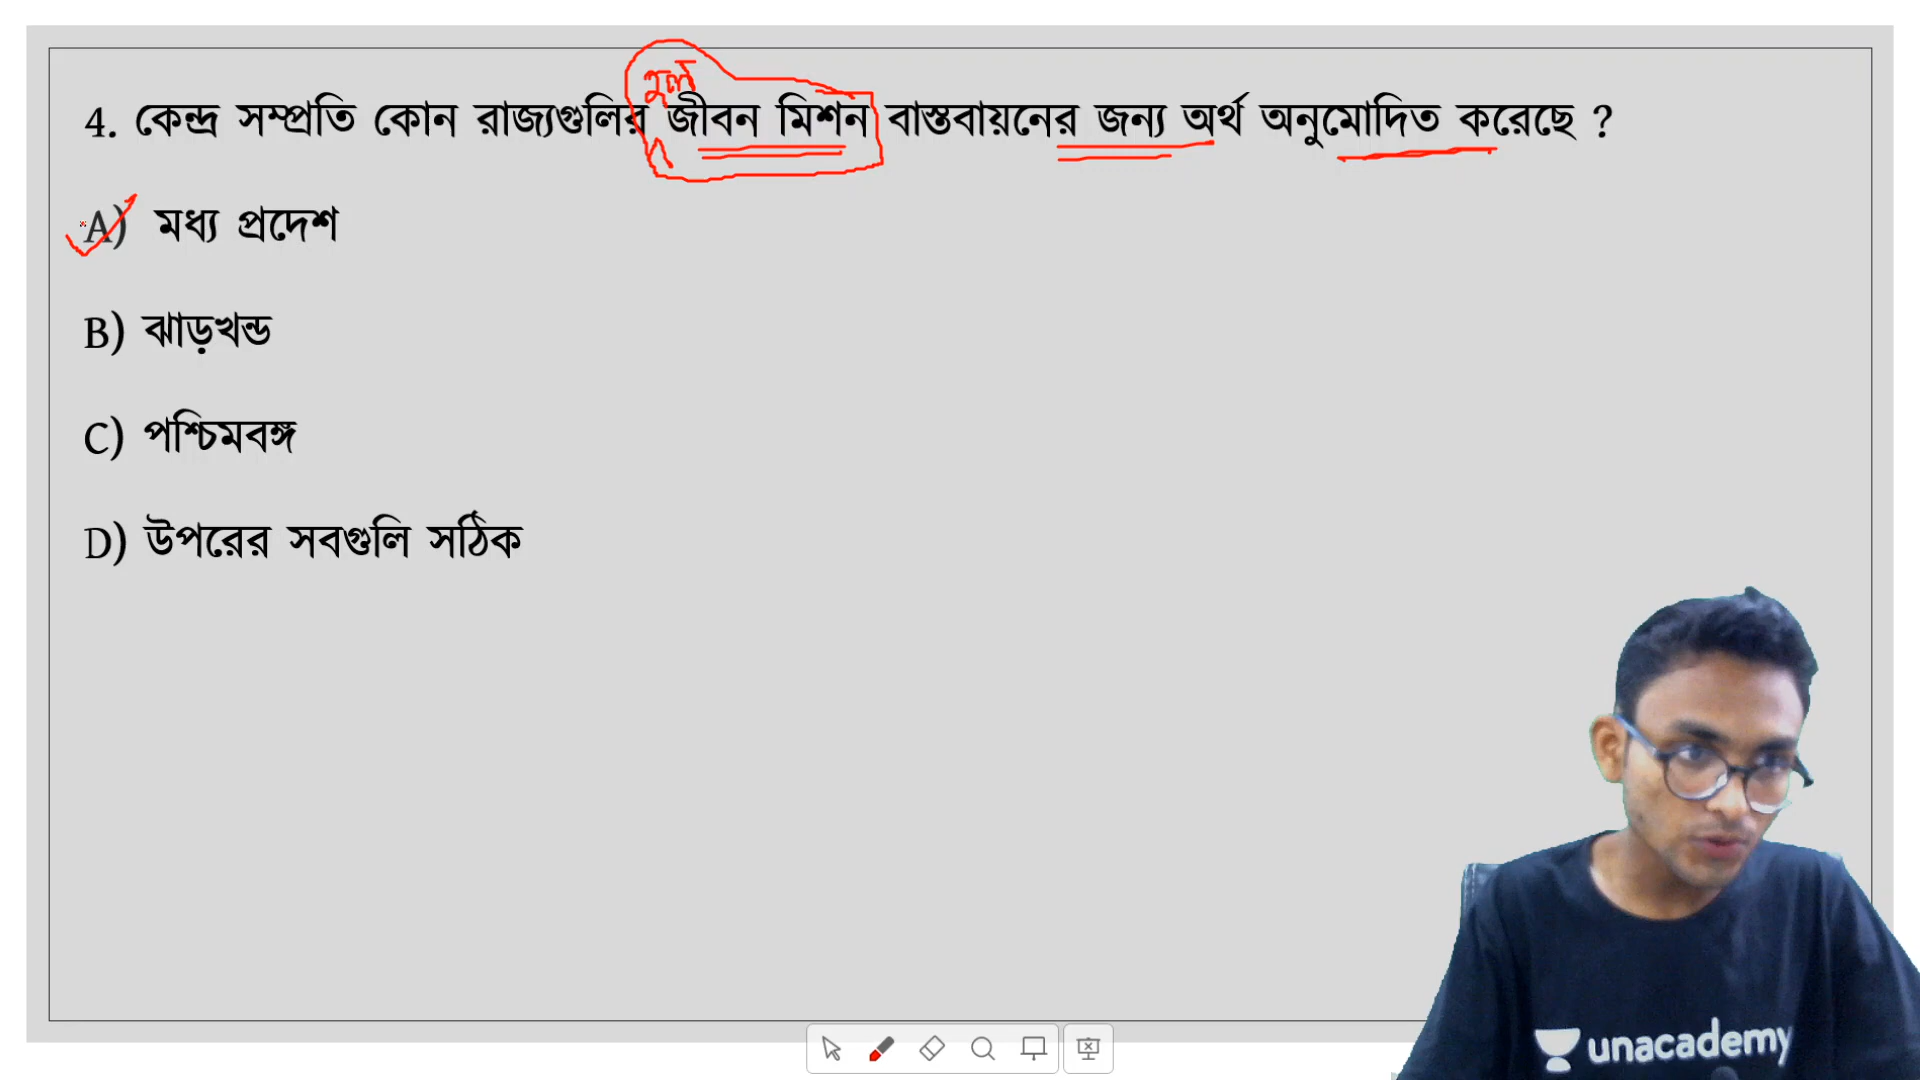 4. কেন্দ্র সম্প্রতি কোন রাজ্যগুলির জীবন মিশন বাস্তবায়নের জন্য অর্থ অনুমোদিত করেছে ?
A) মধ্য প্রদেশ
B) ঝাড়খন্ড
C) পশ্চিমবঙ্গ
D) উপরের সবগুলি সঠিক
unacademy